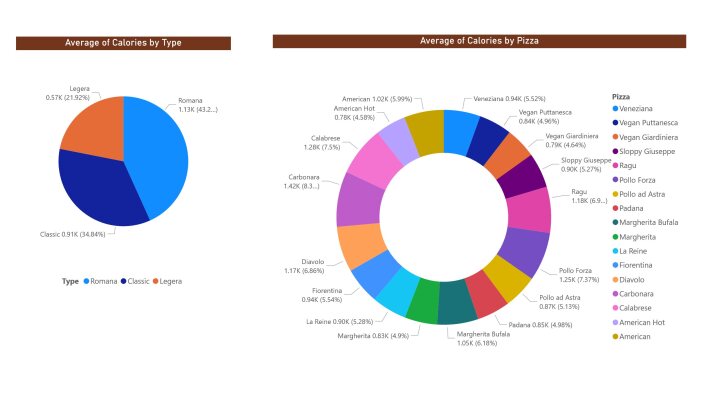 Average of Calories by Type
Legera
0.57K (21.92%)
Romana
1.13K (43.2...)
Classic 0.91K (34.84%)
Type Romana Classic Legera
Average of Calories by Pizza
American 1.02K (5.99%)
Veneziana 0.94K (5.52%)
American Hot
0.78K (4.58%)
Vegan Puttanesca
0.84K (4.96%)
Calabrese
1.28K (7.5%)
Vegan Giardiniera
0.79K (4.64%)
Carbonara
1.42K (8.3...)
Sloppy Giuseppe
0.90K (5.27%)
Ragu
1.18K (6.9...)
Diavolo
1.17K (6.86%)
Pollo Forza
1.25K (7.37%)
Fiorentina
0.94K (5.54%)
Pollo ad Astra
0.87K (5.13%)
La Reine 0.90K (5.28%)
Padana 0.85K (4.98%)
Margherita 0.83K (4.9%)
Margherita Bufala
1.05K (6.18%)
Pizza
Veneziana
Vegan Puttanesca
Vegan Giardiniera
Sloppy Giuseppe
Ragu
Pollo Forza
Pollo ad Astra
Padana
Margherita Bufala
Margherita
La Reine
Fiorentina
Diavolo
Carbonara
Calabrese
American Hot
American